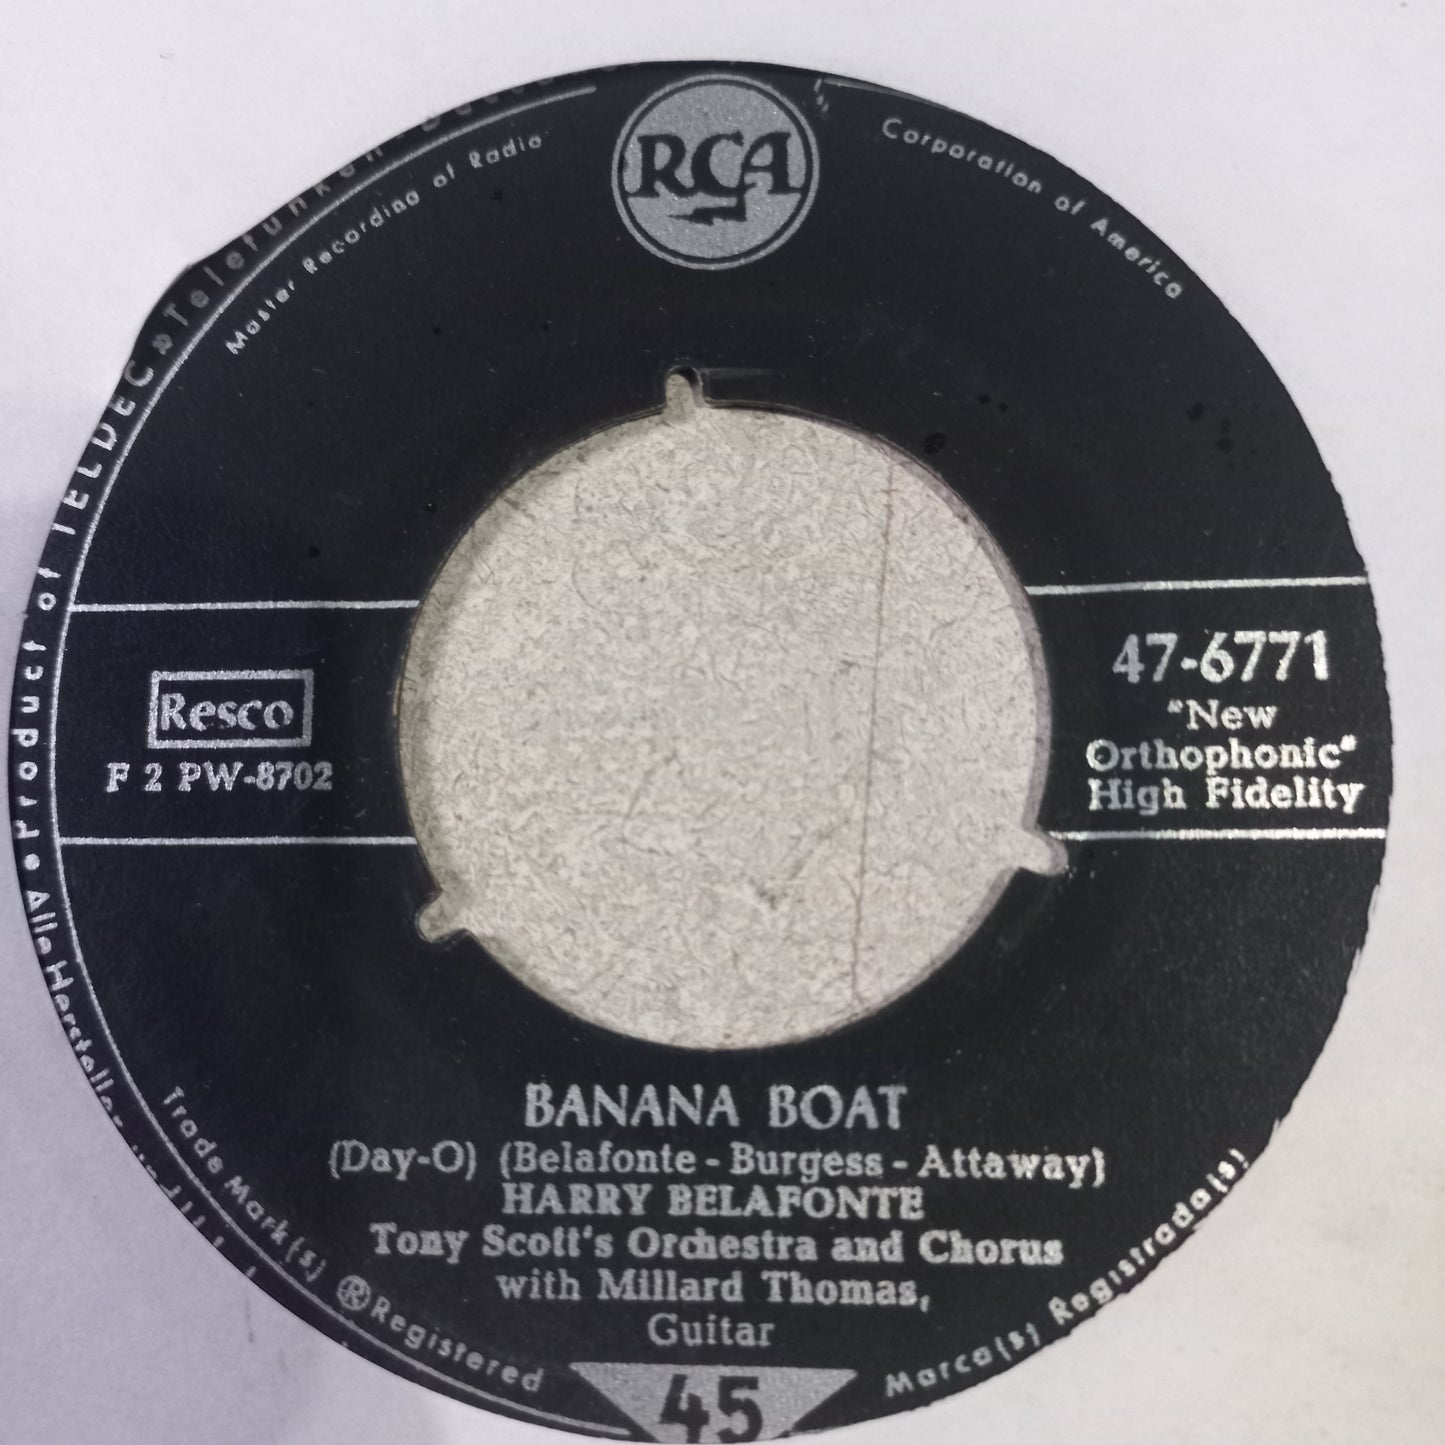 RCA
Master Recording of Radio
Corporation of America
Product of TELDEC »Telefunken
Resco
F 2 PW-8702
47-6771
"New
Orthophonic"
High Fidelity
BANANA BOAT
(Day-O) (Belafonte - Burgess - Attaway)
HARRY BELAFONTE
Tony Scott's Orchestra and Chorus
with Millard Thomas,
Guitar
Trade Mark(s) ® Registered
Marca(s) Registrada(s)
45
Alle Hersteller